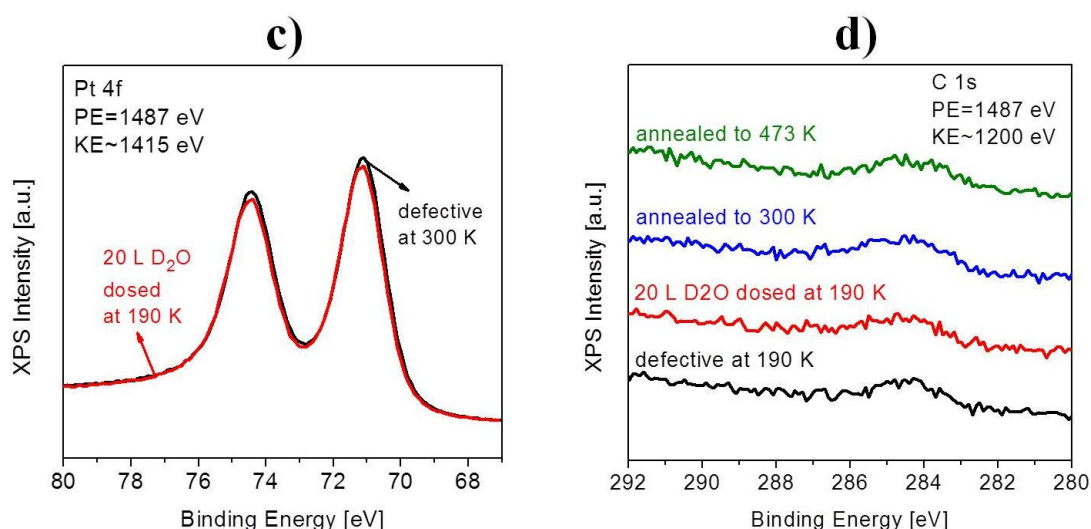 c)
Pt 4f
PE=1487 eV
KE~1415 eV
defective
at 300 K
20 L D₂O
dosed
at 190 K
XPS Intensity [a.u.]
80 78 76 74 72 70 68
Binding Energy [eV]
d)
C 1s
PE=1487 eV
KE~1200 eV
annealed to 473 K
annealed to 300 K
20 L D2O dosed at 190 K
defective at 190 K
XPS Intensity [a.u.]
292 290 288 286 284 282 280
Binding Energy [eV]